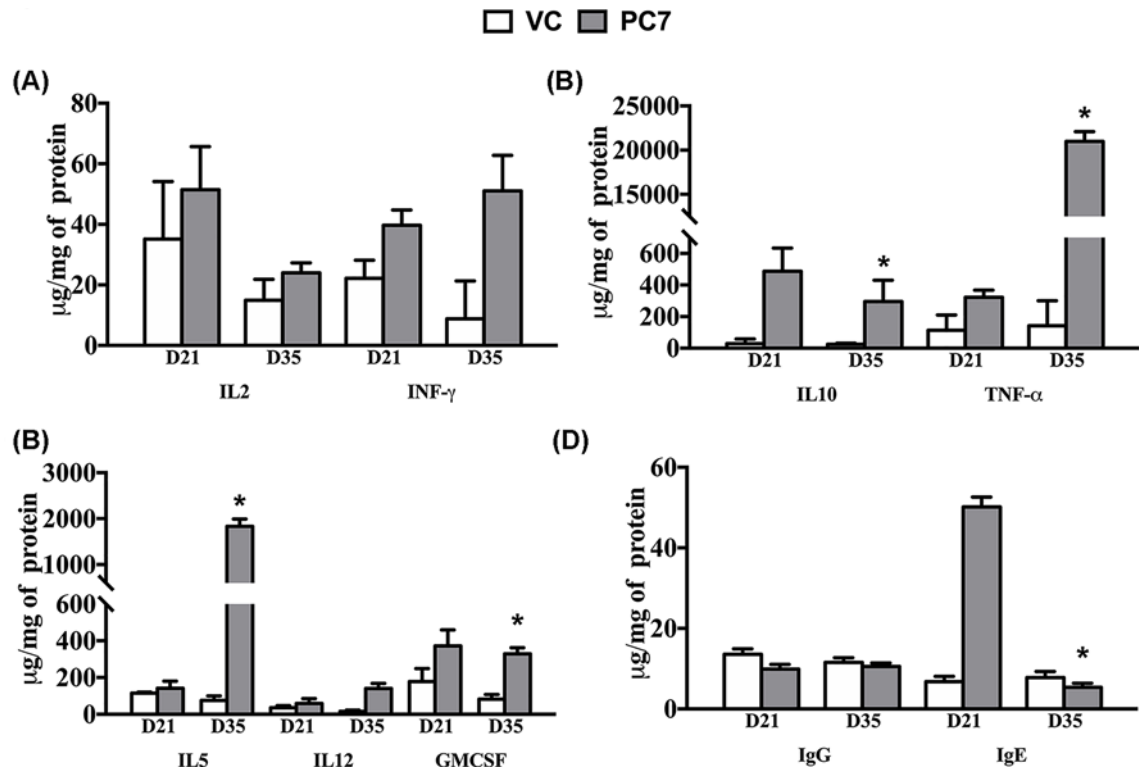 VC PC7
(A)
μg/mg of protein
80
60
40
20
0
D21 D35 D21 D35
IL2 INF-γ
(B)
μg/mg of protein
25000
20000
15000
600
400
200
0
*
*
D21 D35 D21 D35
IL10 TNF-α
(B)
μg/mg of protein
3000
2000
1000
600
400
200
0
*
*
D21 D35 D21 D35 D21 D35
IL5 IL12 GMCSF
(D)
μg/mg of protein
60
40
20
0
*
D21 D35 D21 D35
IgG IgE